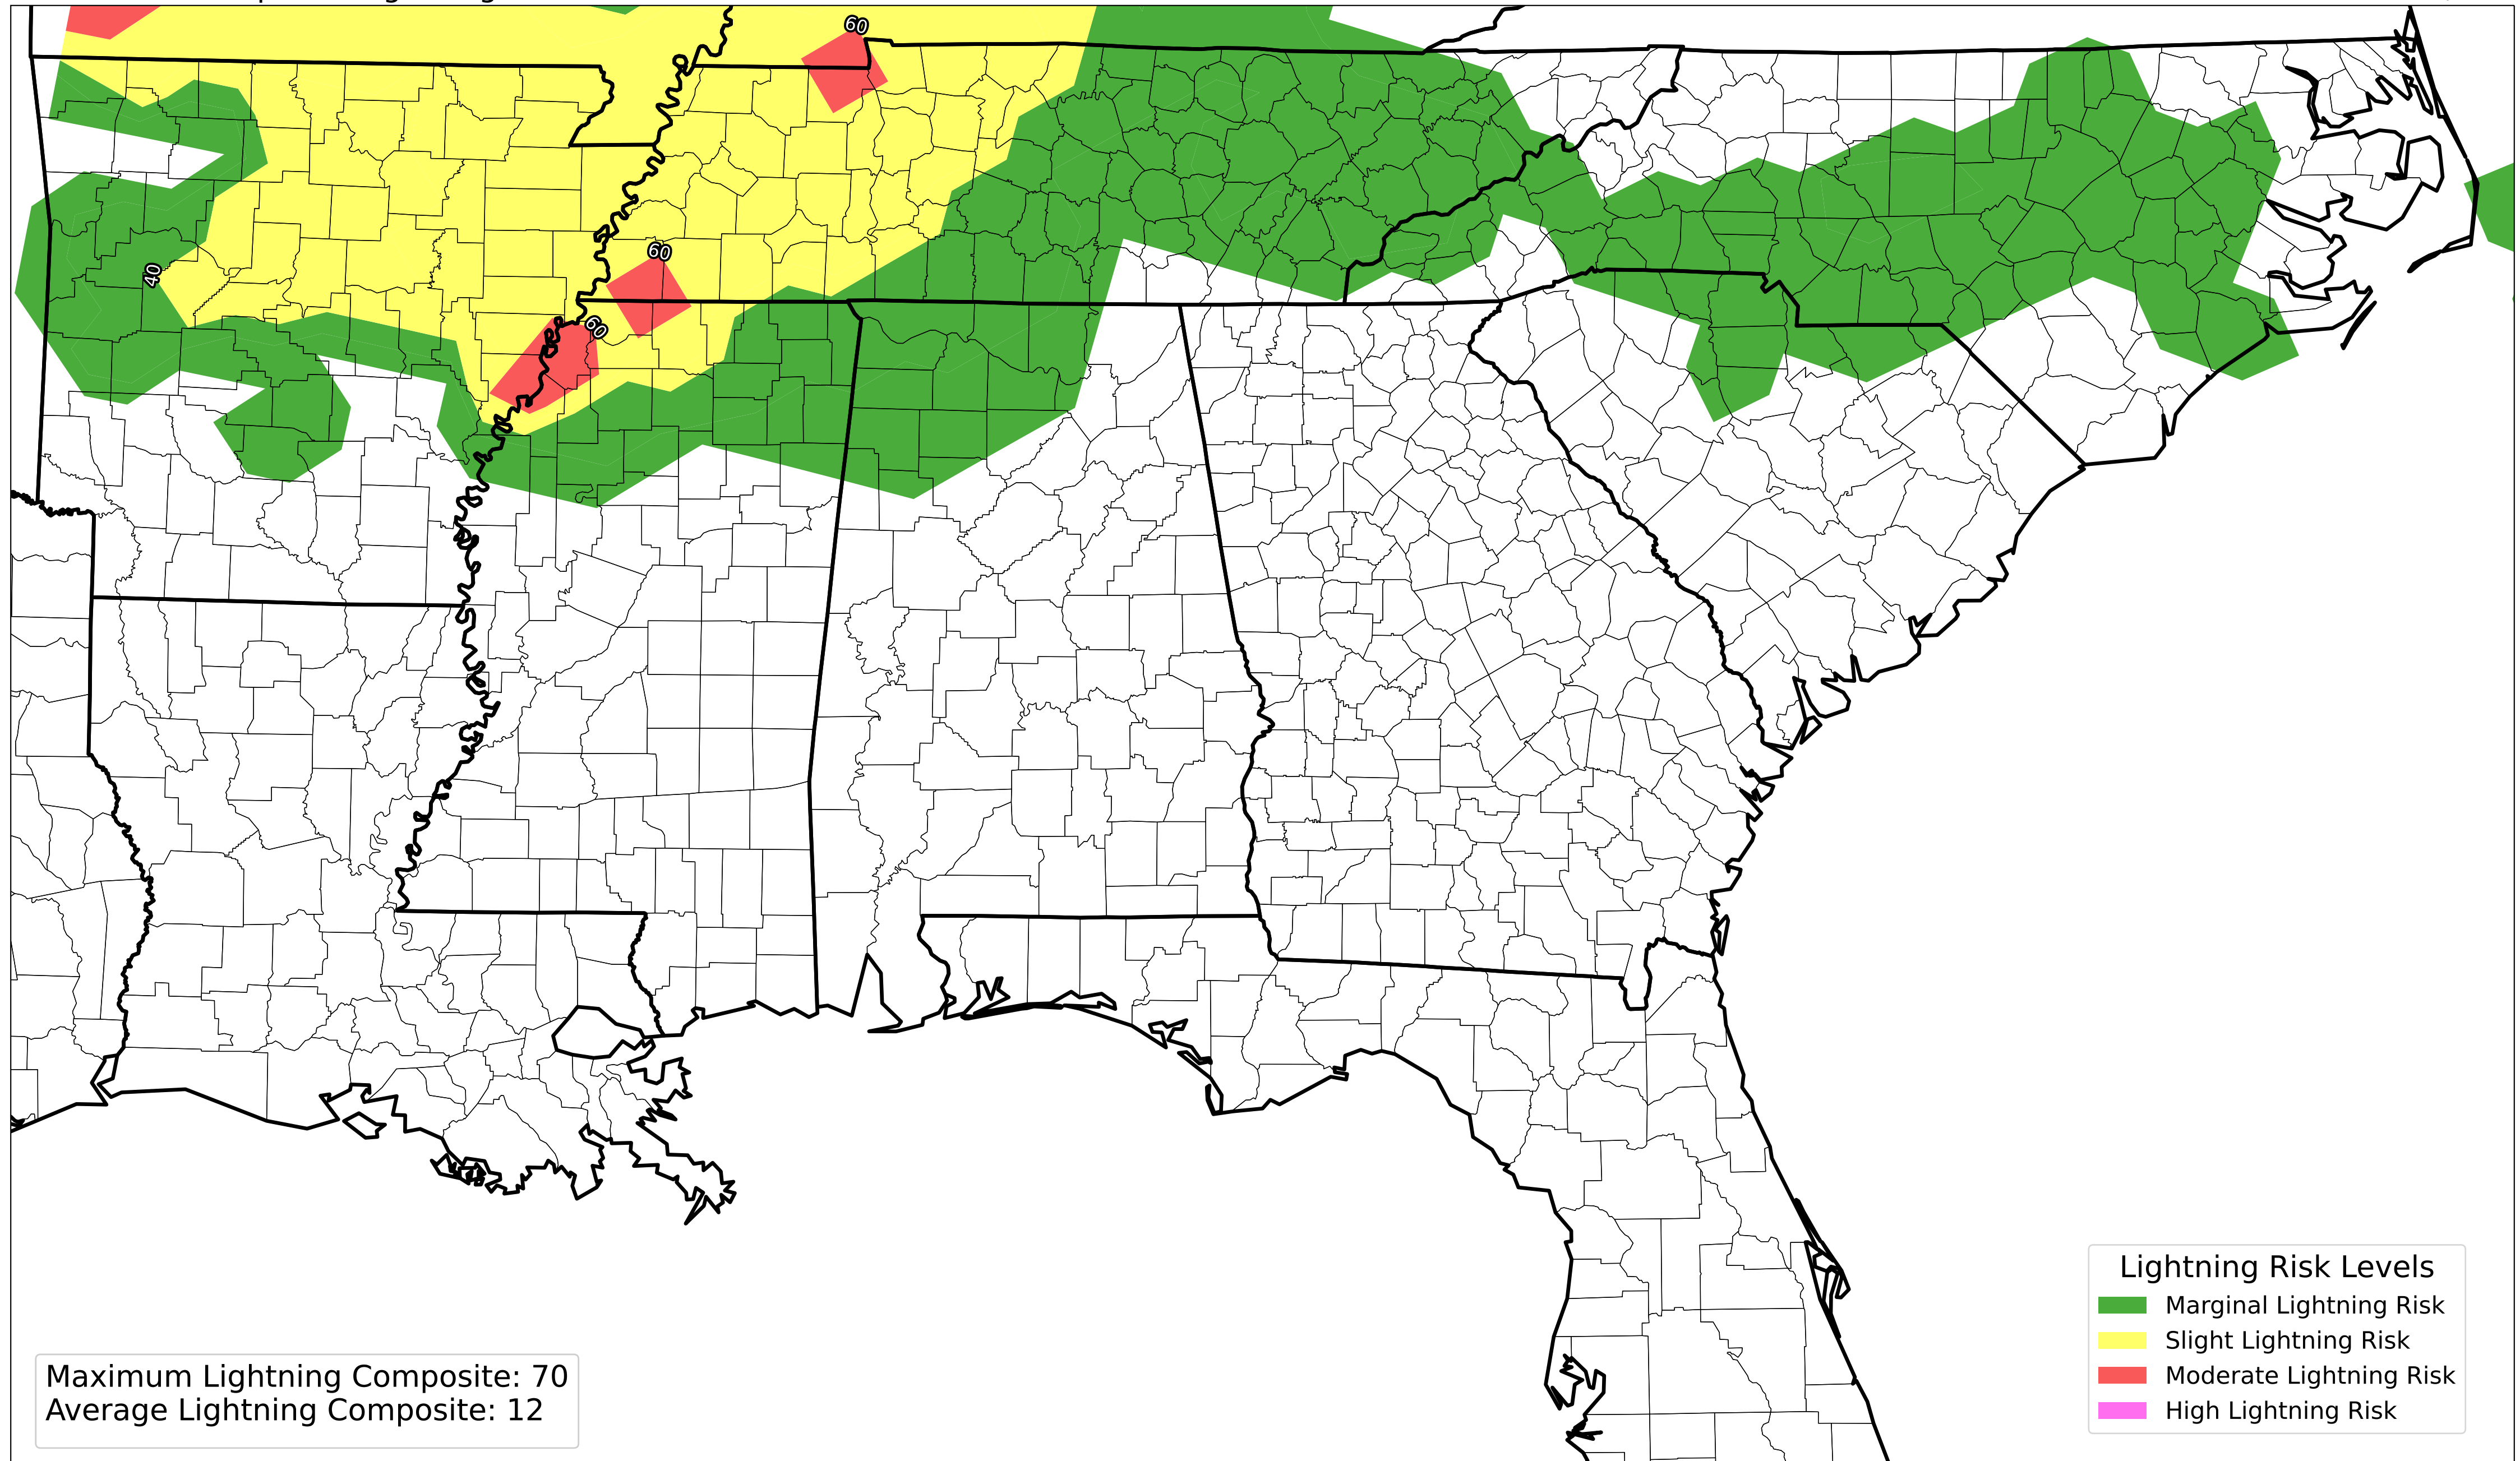 60
60
40
60
Lightning Risk Levels
Marginal Lightning Risk
Slight Lightning Risk
Moderate Lightning Risk
High Lightning Risk
Maximum Lightning Composite: 70
Average Lightning Composite: 12